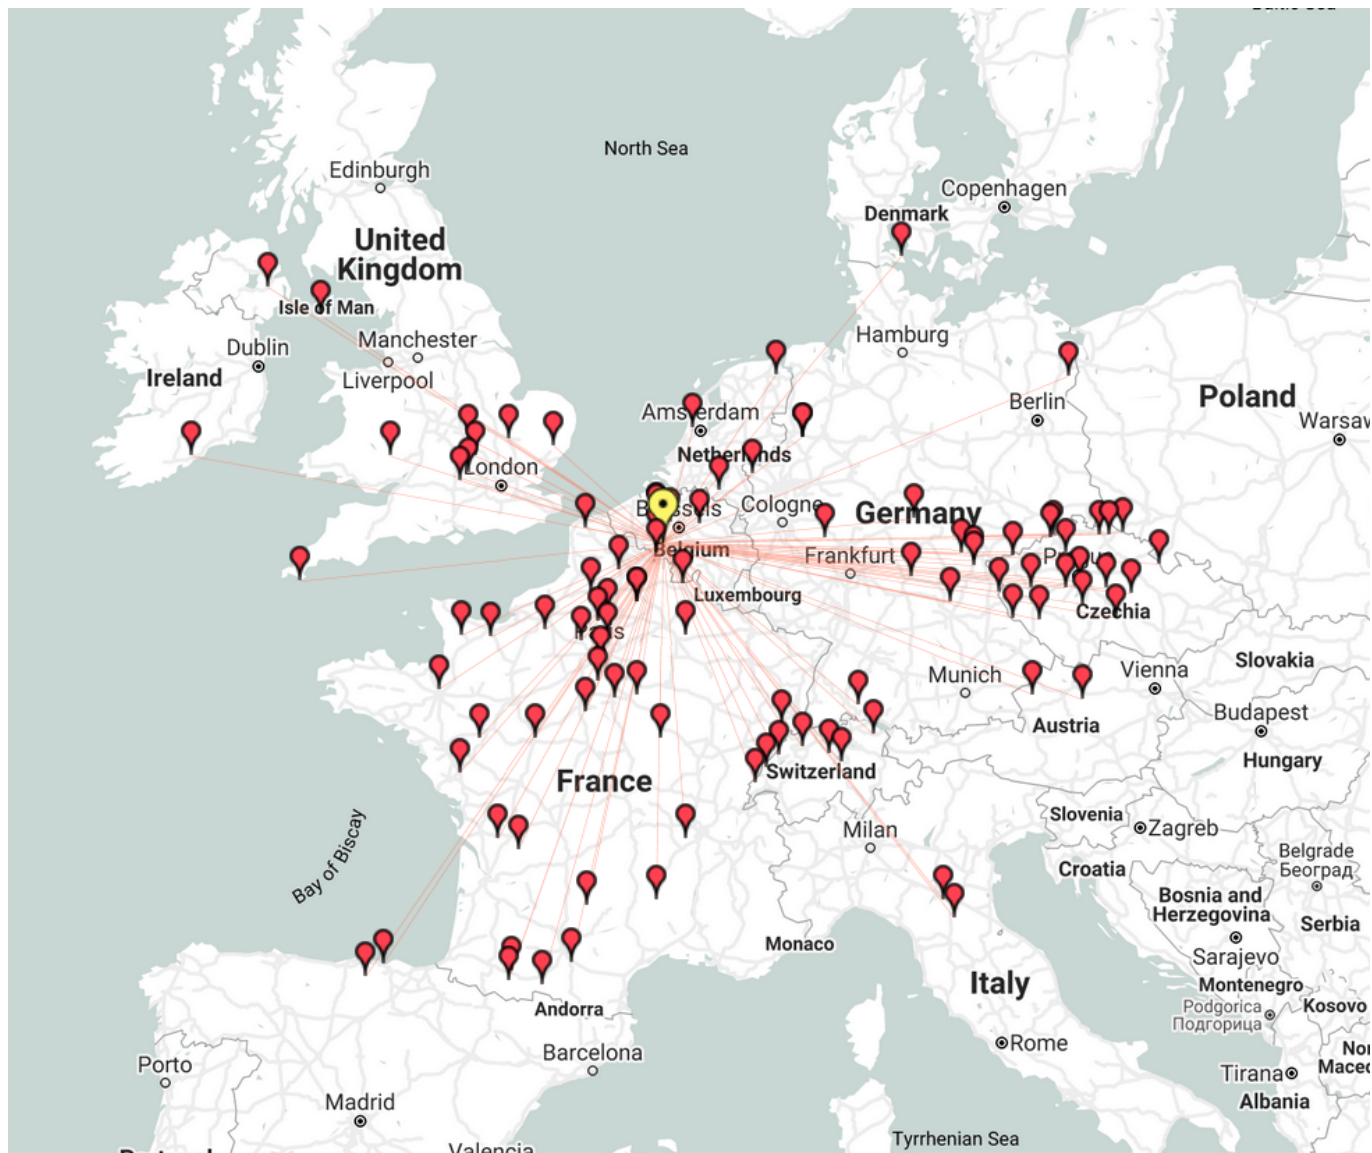 North Sea
Edinburgh
Copenhagen
Denmark
United
Kingdom
Isle of Man
Hamburg
Manchester
Dublin
Liverpool
Ireland
Poland
Berlin
Amsterdam
Warsaw
Netherlands
London
Cologne
Germany
Brussels
Belgium
Frankfurt
Luxembourg
Czechia
Paris
Slovakia
Munich
Vienna
Budapest
Austria
Hungary
Switzerland
France
Slovenia
Zagreb
Milan
Belgrade
Београд
Croatia
Bay of Biscay
Bosnia and
Herzegovina
Serbia
Sarajevo
Monaco
Montenegro
Italy
Kosovo
Podgorica
Подгорица
Andorra
Rome
Barcelona
Porto
Tirana
Madrid
Albania
Tyrrhenian Sea